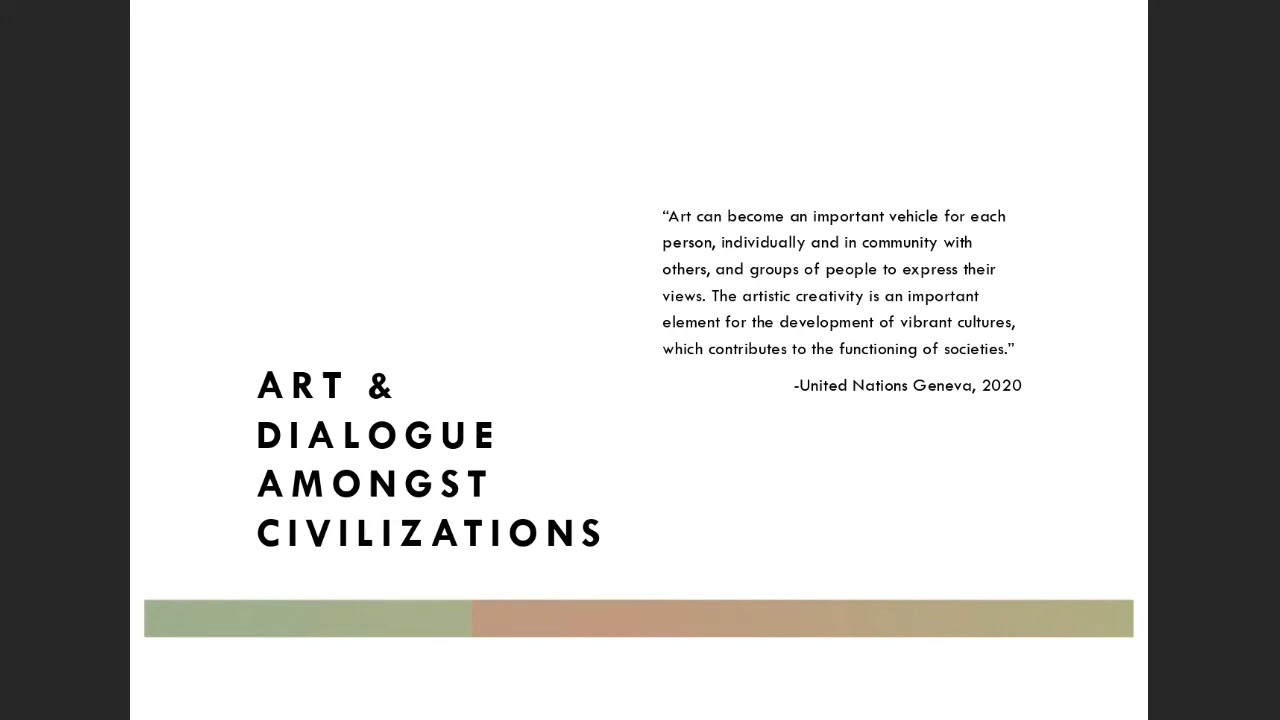 ART &
DIALOGUE
AMONGST
CIVILIZATIONS
“Art can become an important vehicle for each
person, individually and in community with
others, and groups of people to express their
views. The artistic creativity is an important
element for the development of vibrant cultures,
which contributes to the functioning of societies.”
-United Nations Geneva, 2020